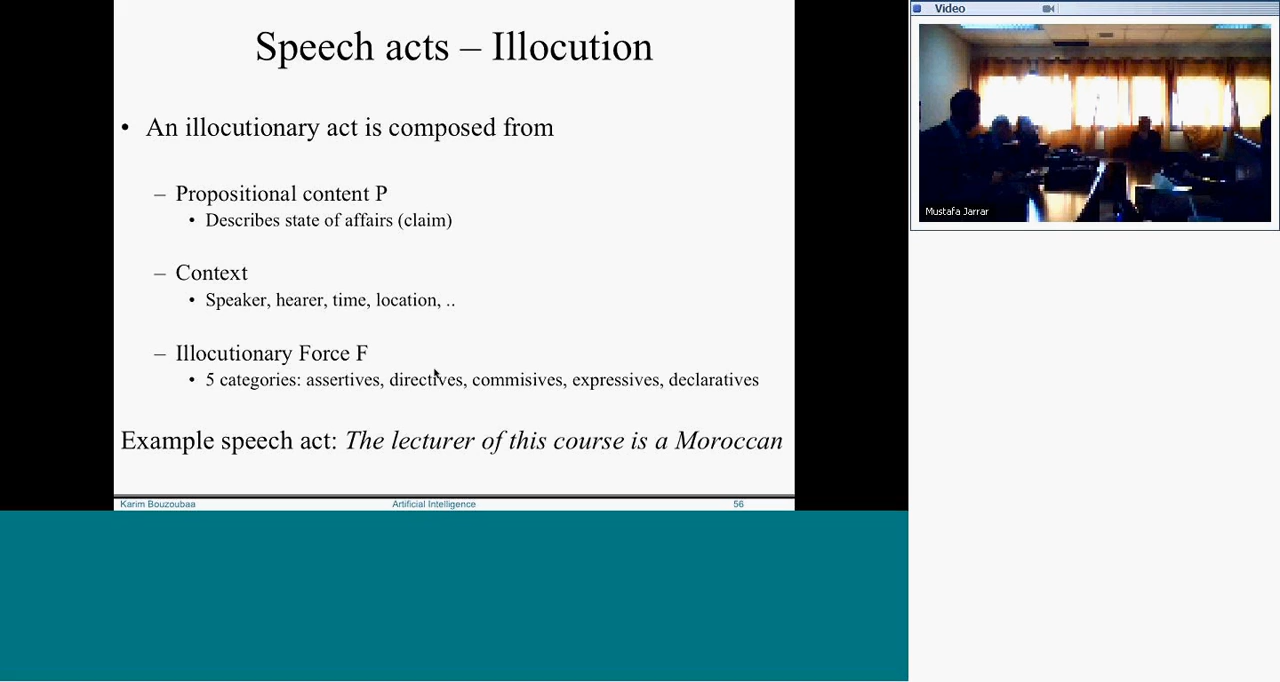 Speech acts – Illocution
• An illocutionary act is composed from
– Propositional content P
• Describes state of affairs (claim)
– Context
• Speaker, hearer, time, location, ..
– Illocutionary Force F
• 5 categories: assertives, directives, commisives, expressives, declaratives
Example speech act: The lecturer of this course is a Moroccan
Karim Bouzoubaa Artificial Intelligence 56
Video
Mustafa Jarrar